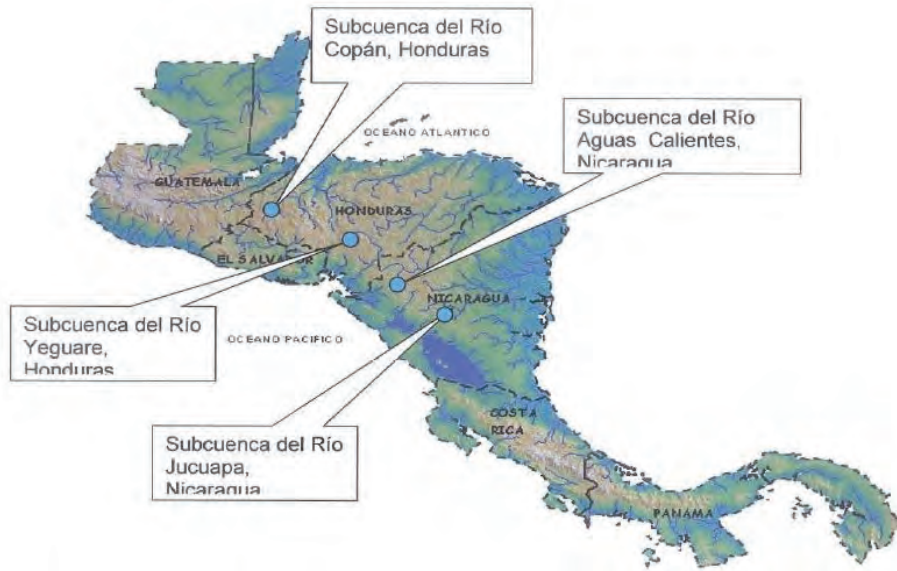 Subcuenca del Río
Copán, Honduras
OCEANO ATLANTICO
Subcuenca del Río
Aguas Calientes,
Nicaragua
GUATEMALA
HONDURAS
EL SALVADOR
NICARAGUA
Subcuenca del Río
Yeguare,
Honduras
OCEANO PACIFICO
COSTA
RICA
Subcuenca del Río
Jucuapa,
Nicaragua
PANAMA